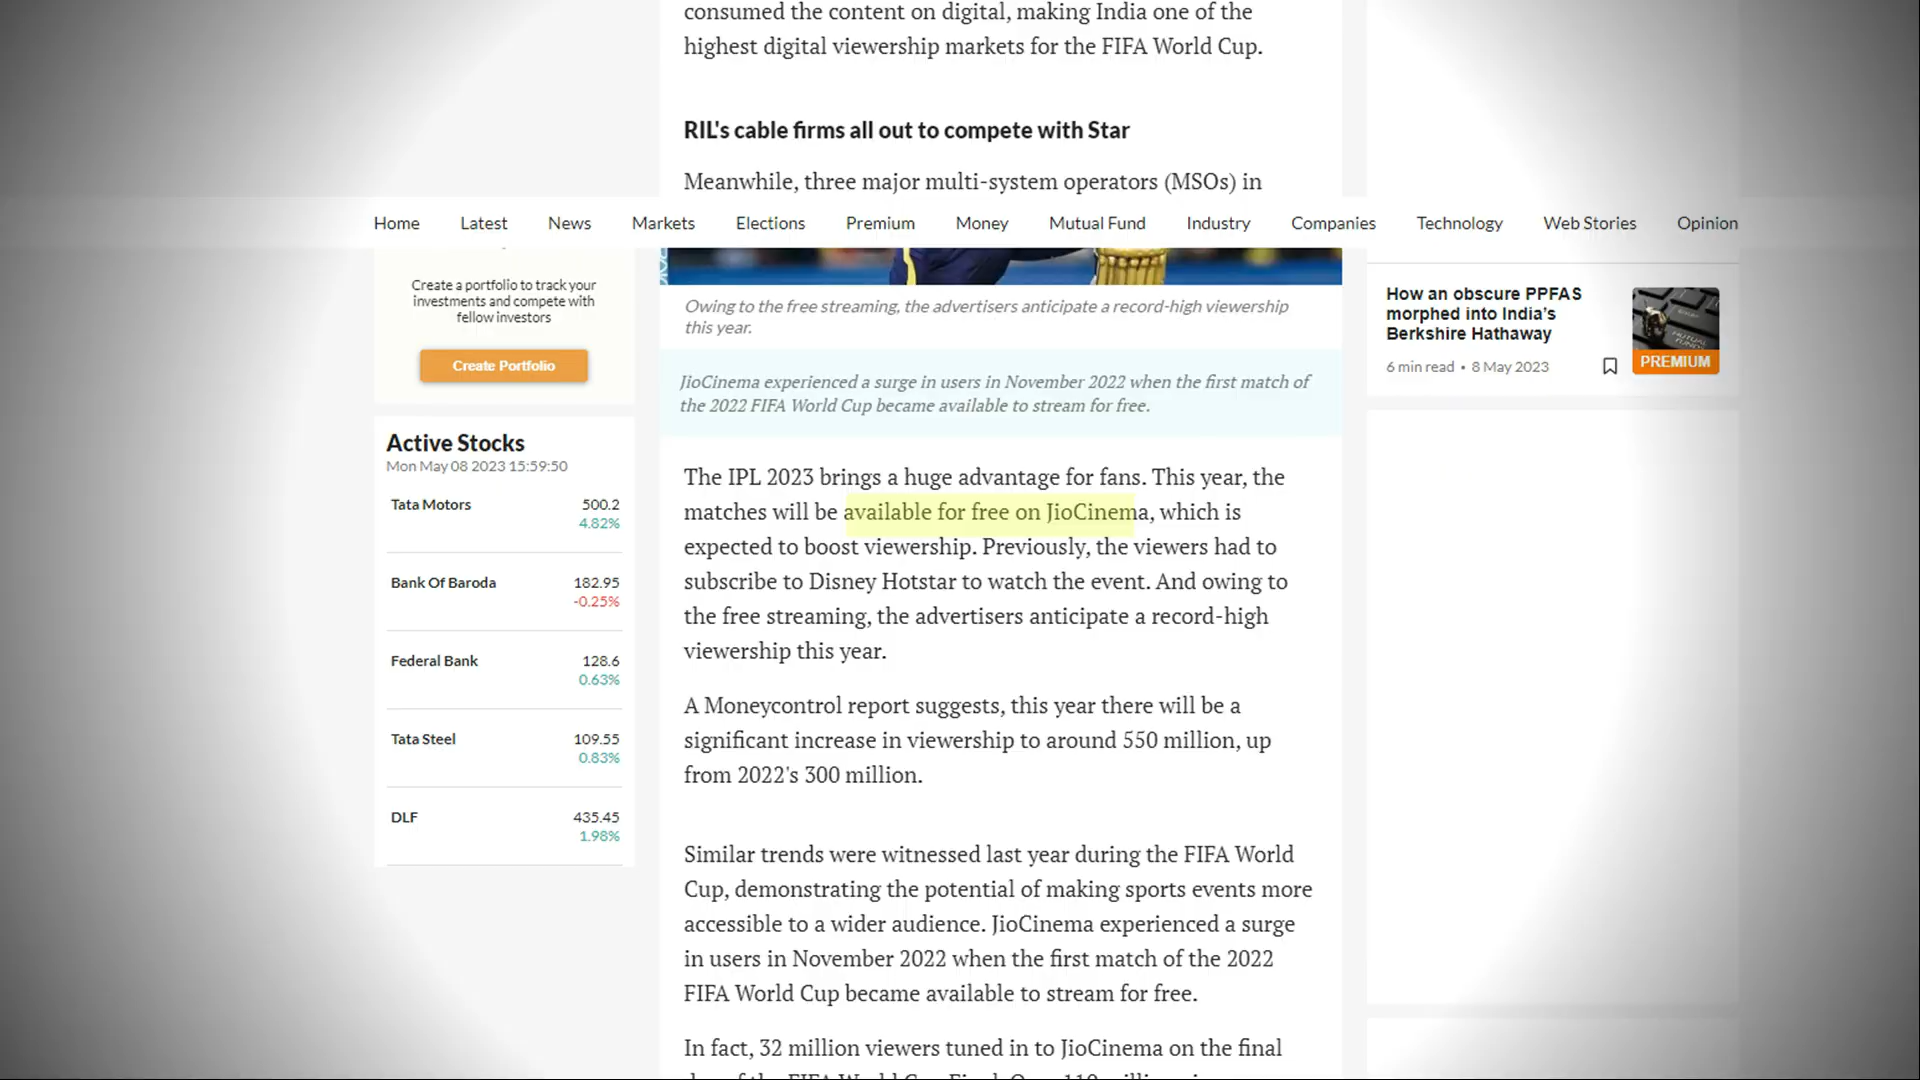 consumed the content on digital, making India one of the
highest digital viewership markets for the FIFA World Cup.
RIL's cable firms all out to compete with Star
Meanwhile, three major multi-system operators (MSOs) in
Home Latest News Markets Elections Premium Money Mutual Fund Industry Companies Technology Web Stories Opinion
Create a portfolio to track your
investments and compete with
fellow investors
Create Portfolio
Active Stocks
Mon May 08 2023 15:59:50
Tata Motors 500.2
4.82%
Bank Of Baroda 182.95
-0.25%
Federal Bank 128.6
0.63%
Tata Steel 109.55
0.83%
DLF 435.45
1.98%
Owing to the free streaming, the advertisers anticipate a record-high viewership
this year.
JioCinema experienced a surge in users in November 2022 when the first match of
the 2022 FIFA World Cup became available to stream for free.
The IPL 2023 brings a huge advantage for fans. This year, the
matches will be available for free on JioCinema, which is
expected to boost viewership. Previously, the viewers had to
subscribe to Disney Hotstar to watch the event. And owing to
the free streaming, the advertisers anticipate a record-high
viewership this year.
A Moneycontrol report suggests, this year there will be a
significant increase in viewership to around 550 million, up
from 2022's 300 million.
Similar trends were witnessed last year during the FIFA World
Cup, demonstrating the potential of making sports events more
accessible to a wider audience. JioCinema experienced a surge
in users in November 2022 when the first match of the 2022
FIFA World Cup became available to stream for free.
In fact, 32 million viewers tuned in to JioCinema on the final
How an obscure PPFAS
morphed into India's
Berkshire Hathaway
6 min read • 8 May 2023
PREMIUM